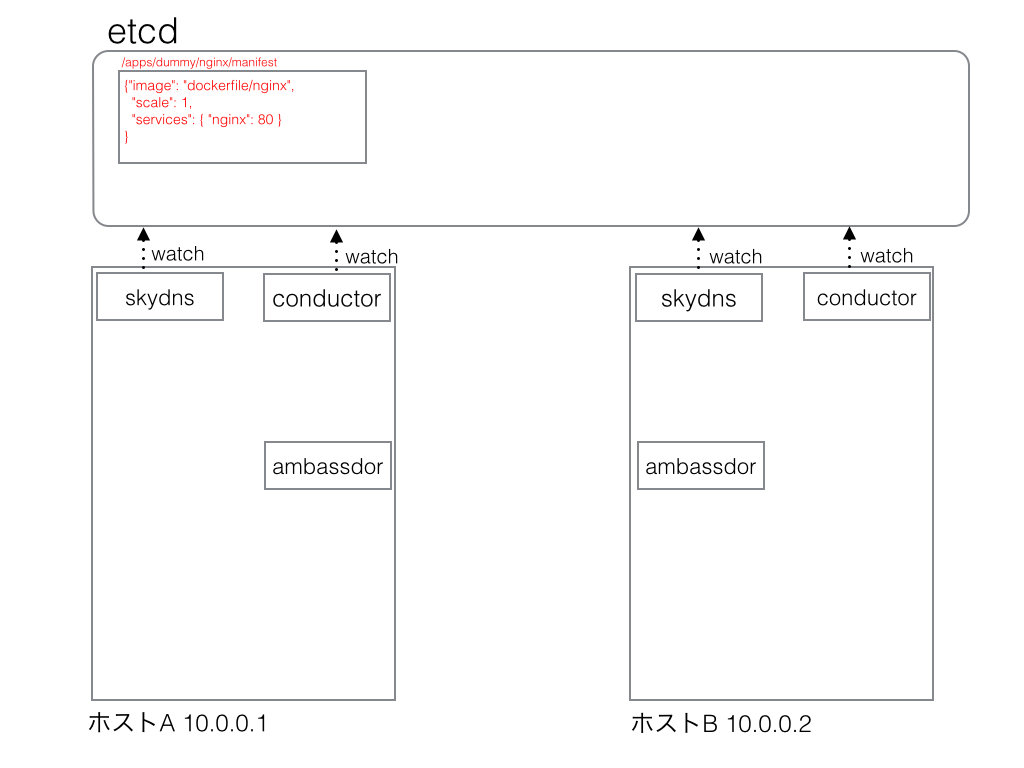 etcd
/apps/dummy/nginx/manifest
{"image": "dockerfile/nginx",
"scale": 1,
"services": { "nginx": 80 }
}
watch
watch
watch
watch
skydns
conductor
skydns
conductor
ambassdor
ambassdor
ホストA 10.0.0.1
ホストB 10.0.0.2